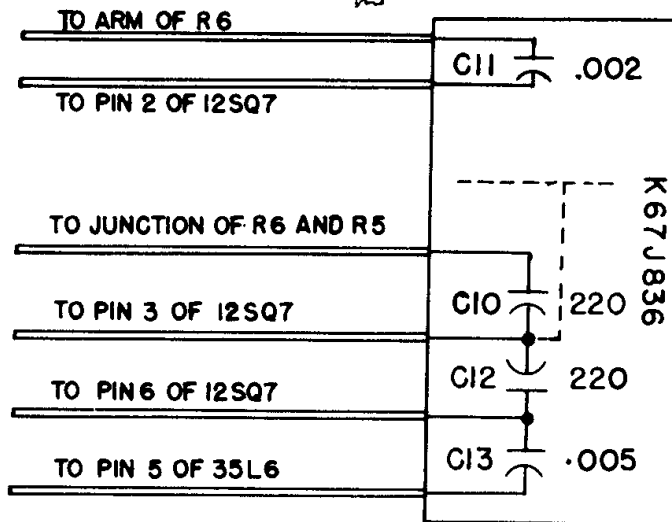 TO ARM OF R6
C11 .002
TO PIN 2 OF 12SQ7
K67J836
TO JUNCTION OF R6 AND R5
C10 220
TO PIN 3 OF 12SQ7
C12 220
TO PIN 6 OF 12SQ7
C13 .005
TO PIN 5 OF 35L6